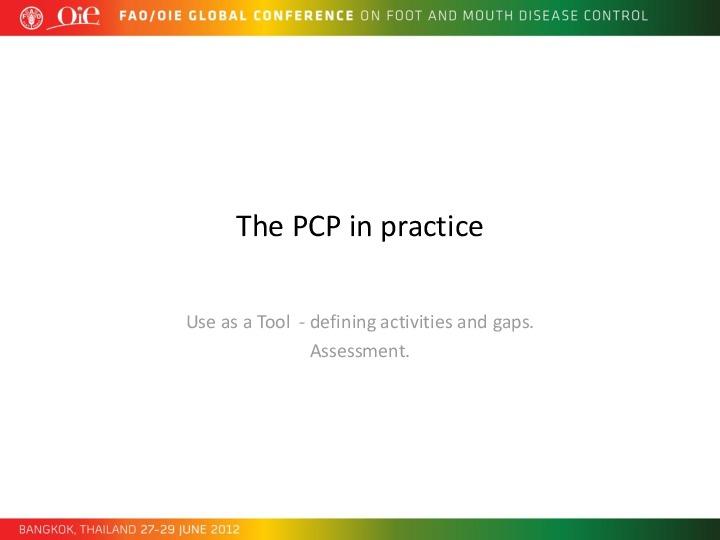 OiE FAO/OIE GLOBAL CONFERENCE ON FOOT AND MOUTH DISEASE CONTROL
The PCP in practice
Use as a Tool - defining activities and gaps.
Assessment.
BANGKOK, THAILAND 27-29 JUNE 2012